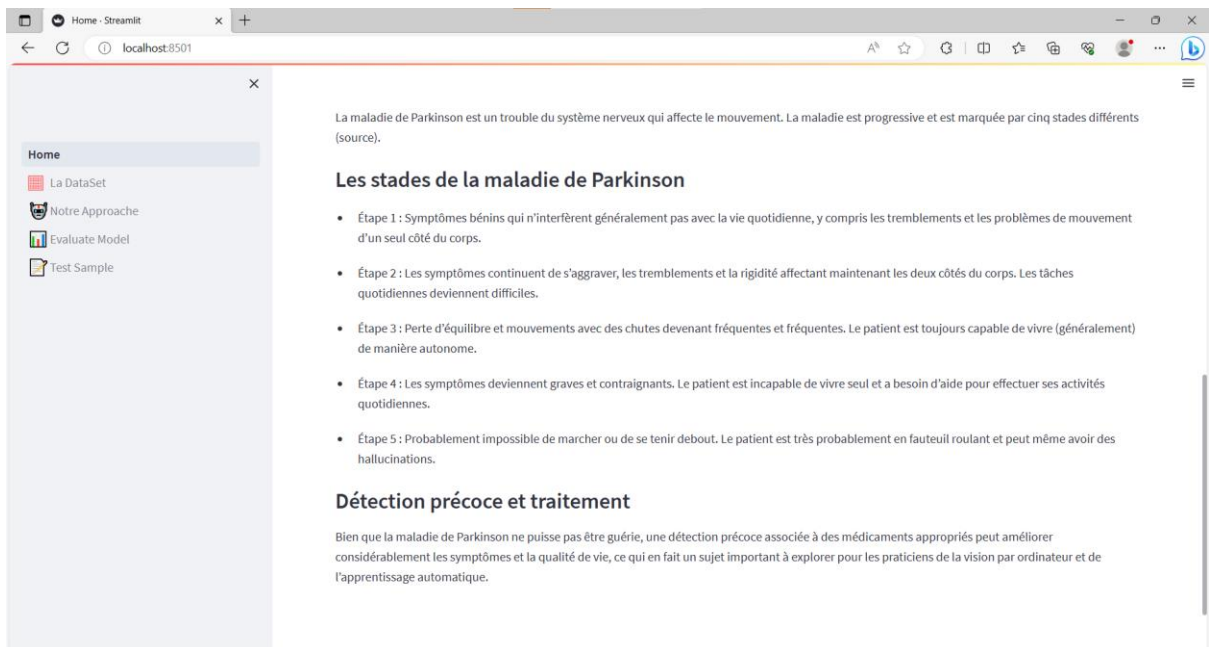 Home · Streamlit
localhost:8501
Home
La DataSet
Notre Approache
Evaluate Model
Test Sample
La maladie de Parkinson est un trouble du système nerveux qui affecte le mouvement. La maladie est progressive et est marquée par cinq stades différents
(source).
Les stades de la maladie de Parkinson
Étape 1 : Symptômes bénins qui n'interfèrent généralement pas avec la vie quotidienne, y compris les tremblements et les problèmes de mouvement
d'un seul côté du corps.
Étape 2 : Les symptômes continuent de s'aggraver, les tremblements et la rigidité affectant maintenant les deux côtés du corps. Les tâches
quotidiennes deviennent difficiles.
Étape 3 : Perte d'équilibre et mouvements avec des chutes devenant fréquentes et fréquentes. Le patient est toujours capable de vivre (généralement)
de manière autonome.
Étape 4 : Les symptômes deviennent graves et contraignants. Le patient est incapable de vivre seul et a besoin d'aide pour effectuer ses activités
quotidiennes.
Étape 5 : Probablement impossible de marcher ou de se tenir debout. Le patient est très probablement en fauteuil roulant et peut même avoir des
hallucinations.
Détection précoce et traitement
Bien que la maladie de Parkinson ne puisse pas être guérie, une détection précoce associée à des médicaments appropriés peut améliorer
considérablement les symptômes et la qualité de vie, ce qui en fait un sujet important à explorer pour les praticiens de la vision par ordinateur et de
l'apprentissage automatique.